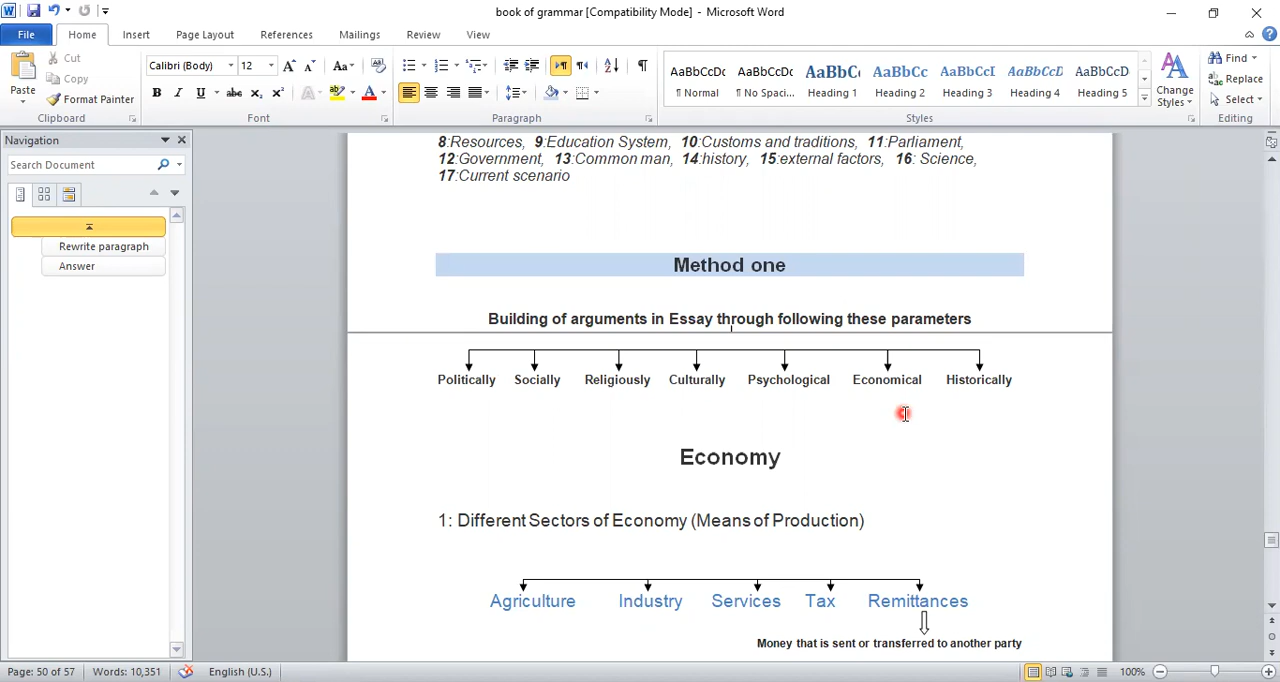 book of grammar [Compatibility Mode] - Microsoft Word
File Home Insert Page Layout References Mailings Review View
Paste
Cut
Copy
Format Painter
Clipboard
Calibri (Body) 12
Font
Paragraph
AaBbCcDc AaBbCcDc AaBbCc AaBbCc AaBbCcI AaBbCcD AaBbCcD
¶ Normal ¶ No Spaci... Heading 1 Heading 2 Heading 3 Heading 4 Heading 5
Styles
Change Styles
Find
Replace
Select
Editing
Navigation
Search Document
Rewrite paragraph
Answer
8:Resources, 9:Education System, 10:Customs and traditions, 11:Parliament,
12:Government, 13:Common man, 14:history, 15:external factors, 16: Science,
17:Current scenario
Method one
Building of arguments in Essay through following these parameters
Politically Socially Religiously Culturally Psychological Economical Historically
Economy
1: Different Sectors of Economy (Means of Production)
Agriculture Industry Services Tax Remittances
Money that is sent or transferred to another party
Page: 50 of 57 Words: 10,351 English (U.S.) 100%